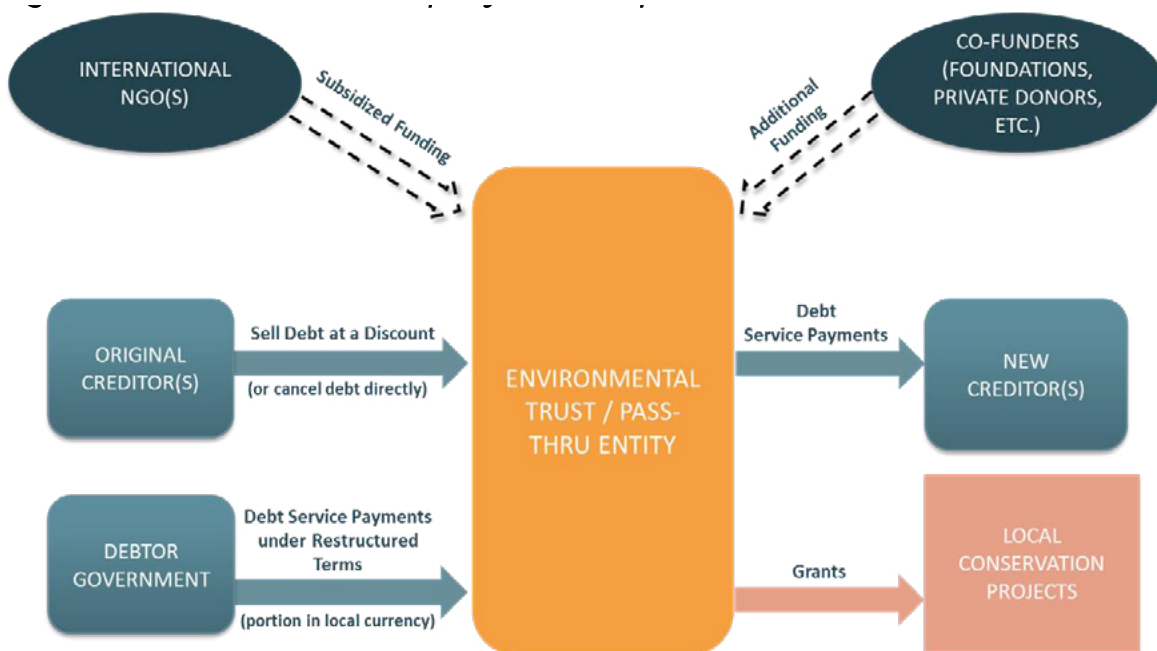 INTERNATIONAL
NGO(S)
Subsidized Funding
CO-FUNDERS
(FOUNDATIONS,
PRIVATE DONORS,
ETC.)
Additional
Funding
ORIGINAL
CREDITOR(S)
Sell Debt at a Discount
(or cancel debt directly)
ENVIRONMENTAL
TRUST / PASS-
THRU ENTITY
Debt
Service Payments
NEW
CREDITOR(S)
DEBTOR
GOVERNMENT
Debt Service Payments
under Restructured
Terms
(portion in local currency)
Grants
LOCAL
CONSERVATION
PROJECTS